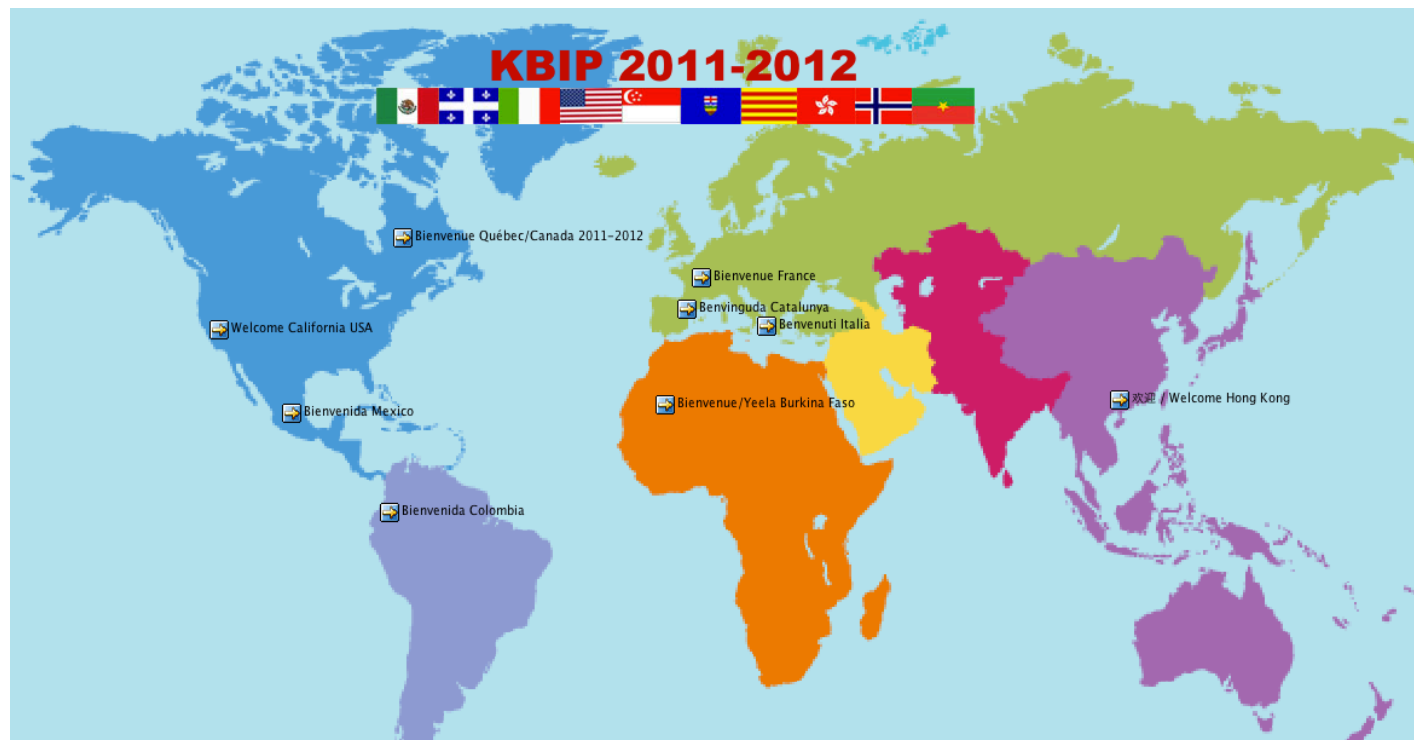 KBIP 2011-2012
Bienvenue Québec/Canada 2011-2012
Bienvenue France
Benvinguda Catalunya
Benvenuti Italia
Welcome California USA
Bienvenue/Yeela Burkina Faso
欢迎 / Welcome Hong Kong
Bienvenida Mexico
Bienvenida Colombia